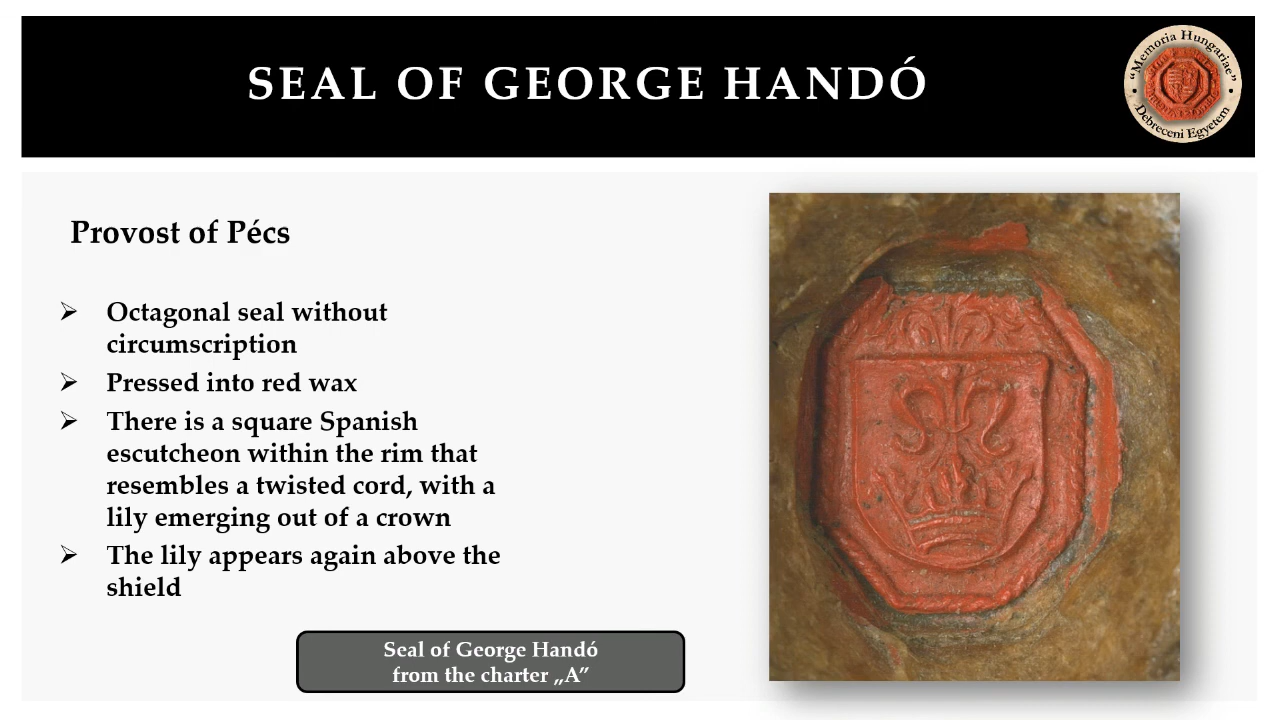 SEAL OF GEORGE HANDÓ
“Memoria Hungariae”
• Debreceni Egyetem •
Provost of Pécs
➢ Octagonal seal without
circumscription
➢ Pressed into red wax
➢ There is a square Spanish
escutcheon within the rim that
resembles a twisted cord, with a
lily emerging out of a crown
➢ The lily appears again above the
shield
Seal of George Handó
from the charter „A”